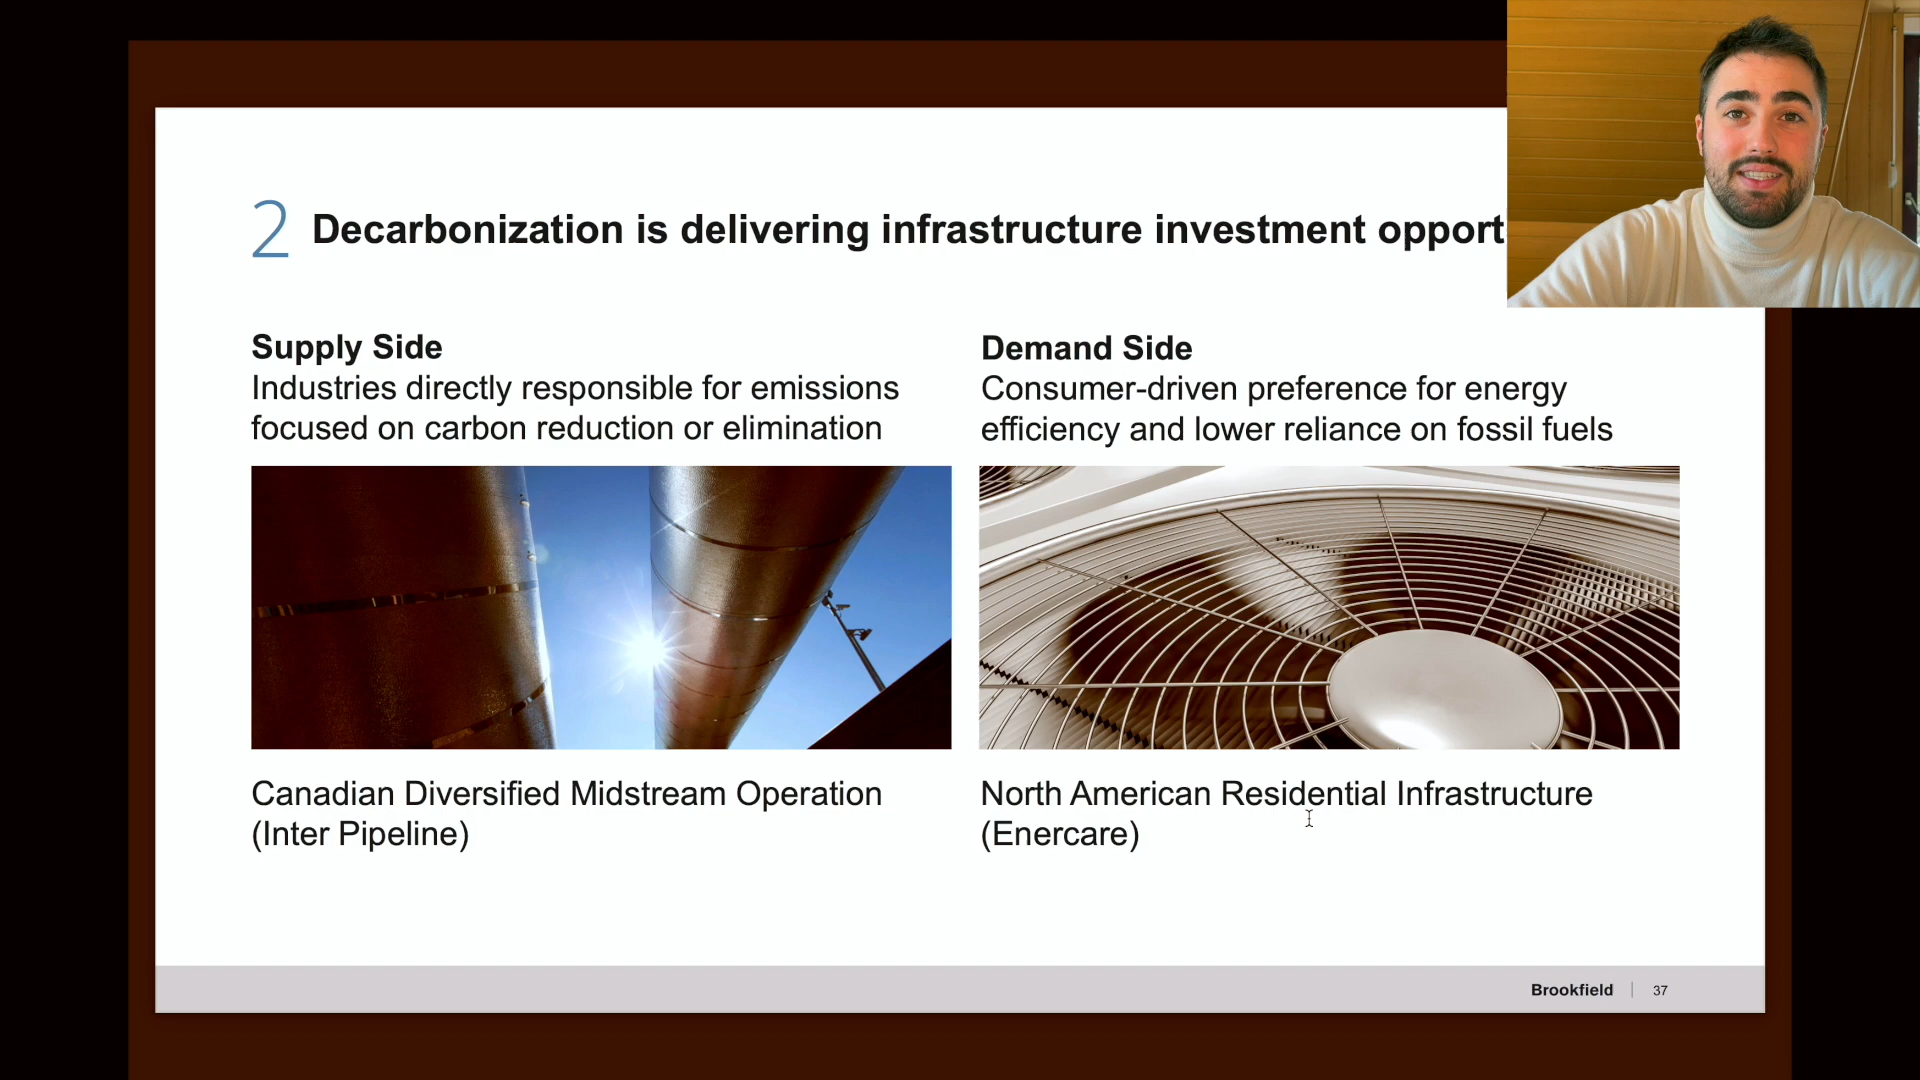 2 Decarbonization is delivering infrastructure investment opport
Supply Side
Industries directly responsible for emissions
focused on carbon reduction or elimination
Demand Side
Consumer-driven preference for energy
efficiency and lower reliance on fossil fuels
Canadian Diversified Midstream Operation
(Inter Pipeline)
North American Residential Infrastructure
(Enercare)
Brookfield | 37